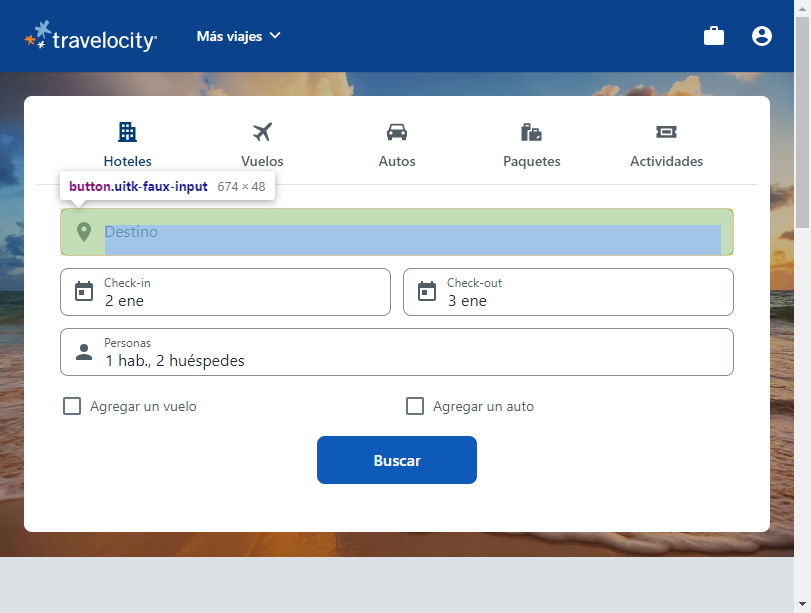 travelocity
Más viajes
Hoteles
Vuelos
Autos
Paquetes
Actividades
button.uitk-faux-input 674 × 48
Destino
Check-in
2 ene
Check-out
3 ene
Personas
1 hab., 2 huéspedes
Agregar un vuelo
Agregar un auto
Buscar